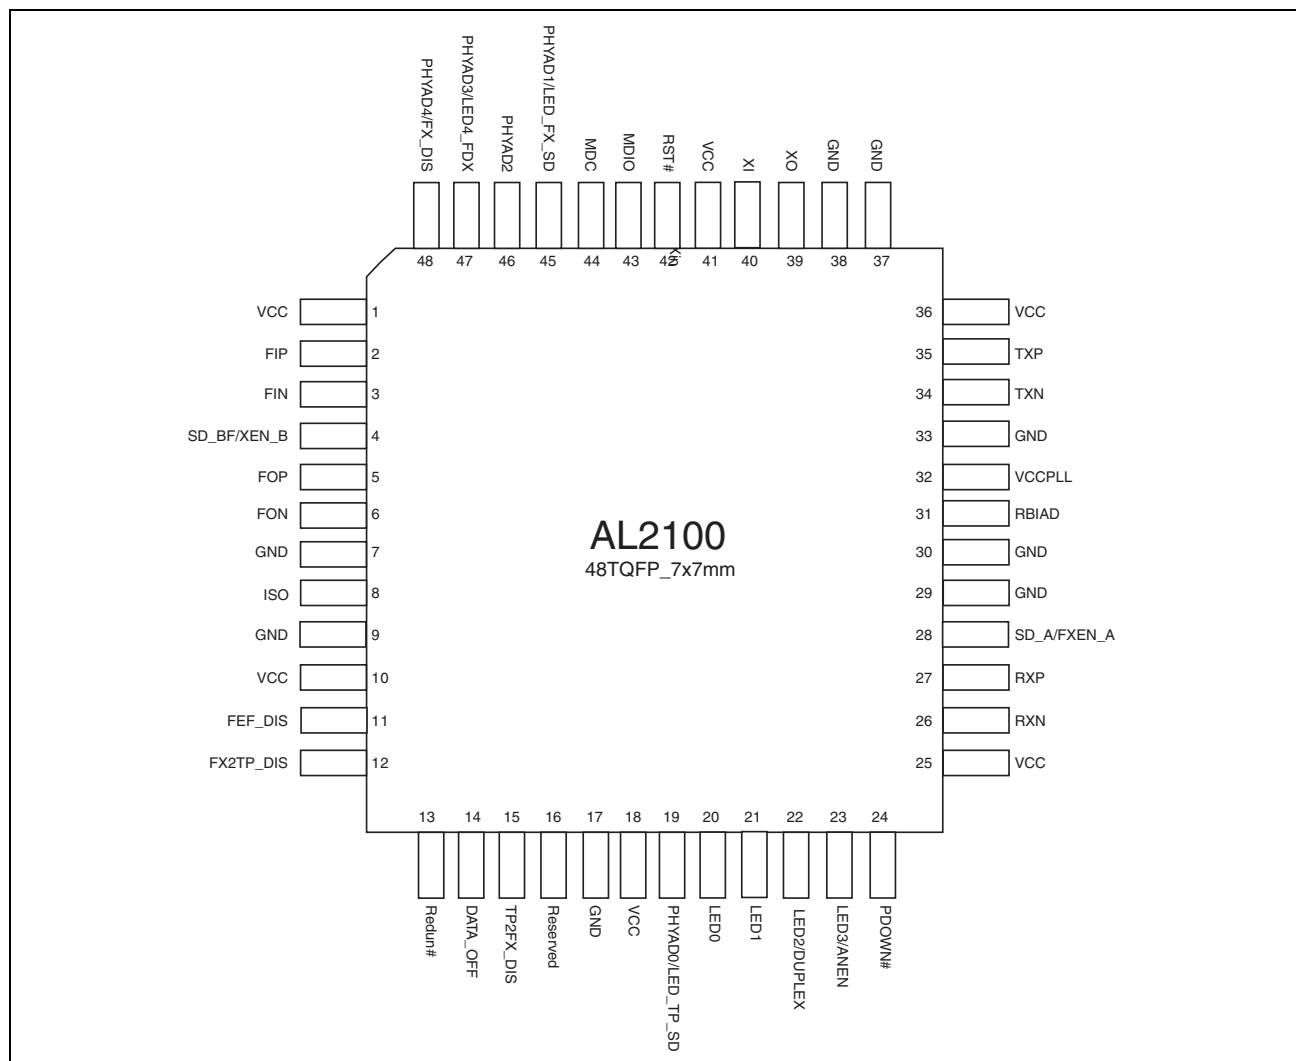 PHYAD4/FX_DIS
PHYAD3/LED4_FDX
PHYAD2
PHYAD1/LED_FX_SD
MDC
MDIO
RST#
VCC
XI
XO
GND
GND
48 47 46 45 44 43 42 41 40 39 38 37
VCC 1
FIP 2
FIN 3
SD_BF/XEN_B 4
FOP 5
FON 6
GND 7
ISO 8
GND 9
VCC 10
FEF_DIS 11
FX2TP_DIS 12
AL2100
48TQFP_7x7mm
36 VCC
35 TXP
34 TXN
33 GND
32 VCCPLL
31 RBIAD
30 GND
29 GND
28 SD_A/FXEN_A
27 RXP
26 RXN
25 VCC
13 14 15 16 17 18 19 20 21 22 23 24
Redun#
DATA_OFF
TP2FX_DIS
Reserved
GND
VCC
PHYAD0/LED_TP_SD
LED0
LED1
LED2/DUPLEX
LED3/ANEN
PDOWN#